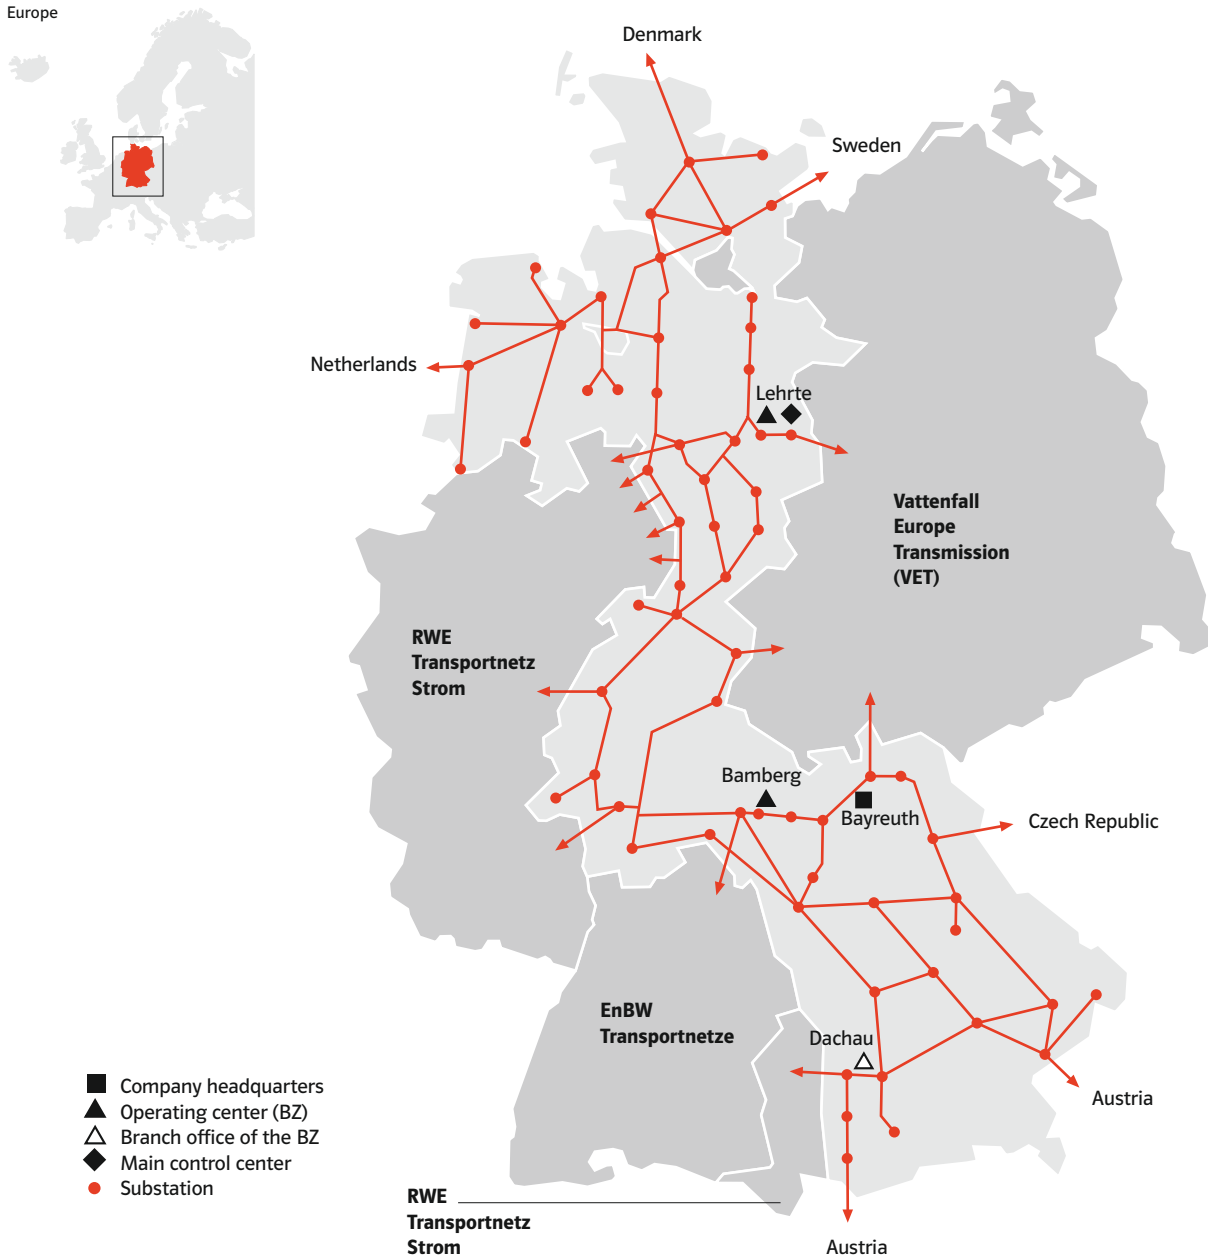 Europe
Denmark
Sweden
Netherlands
Lehrte
Vattenfall
Europe
Transmission
(VET)
RWE
Transportnetz
Strom
Bamberg
Bayreuth
Czech Republic
EnBW
Transportnetze
Dachau
Austria
Company headquarters
Operating center (BZ)
Branch office of the BZ
Main control center
Substation
RWE
Transportnetz
Strom
Austria